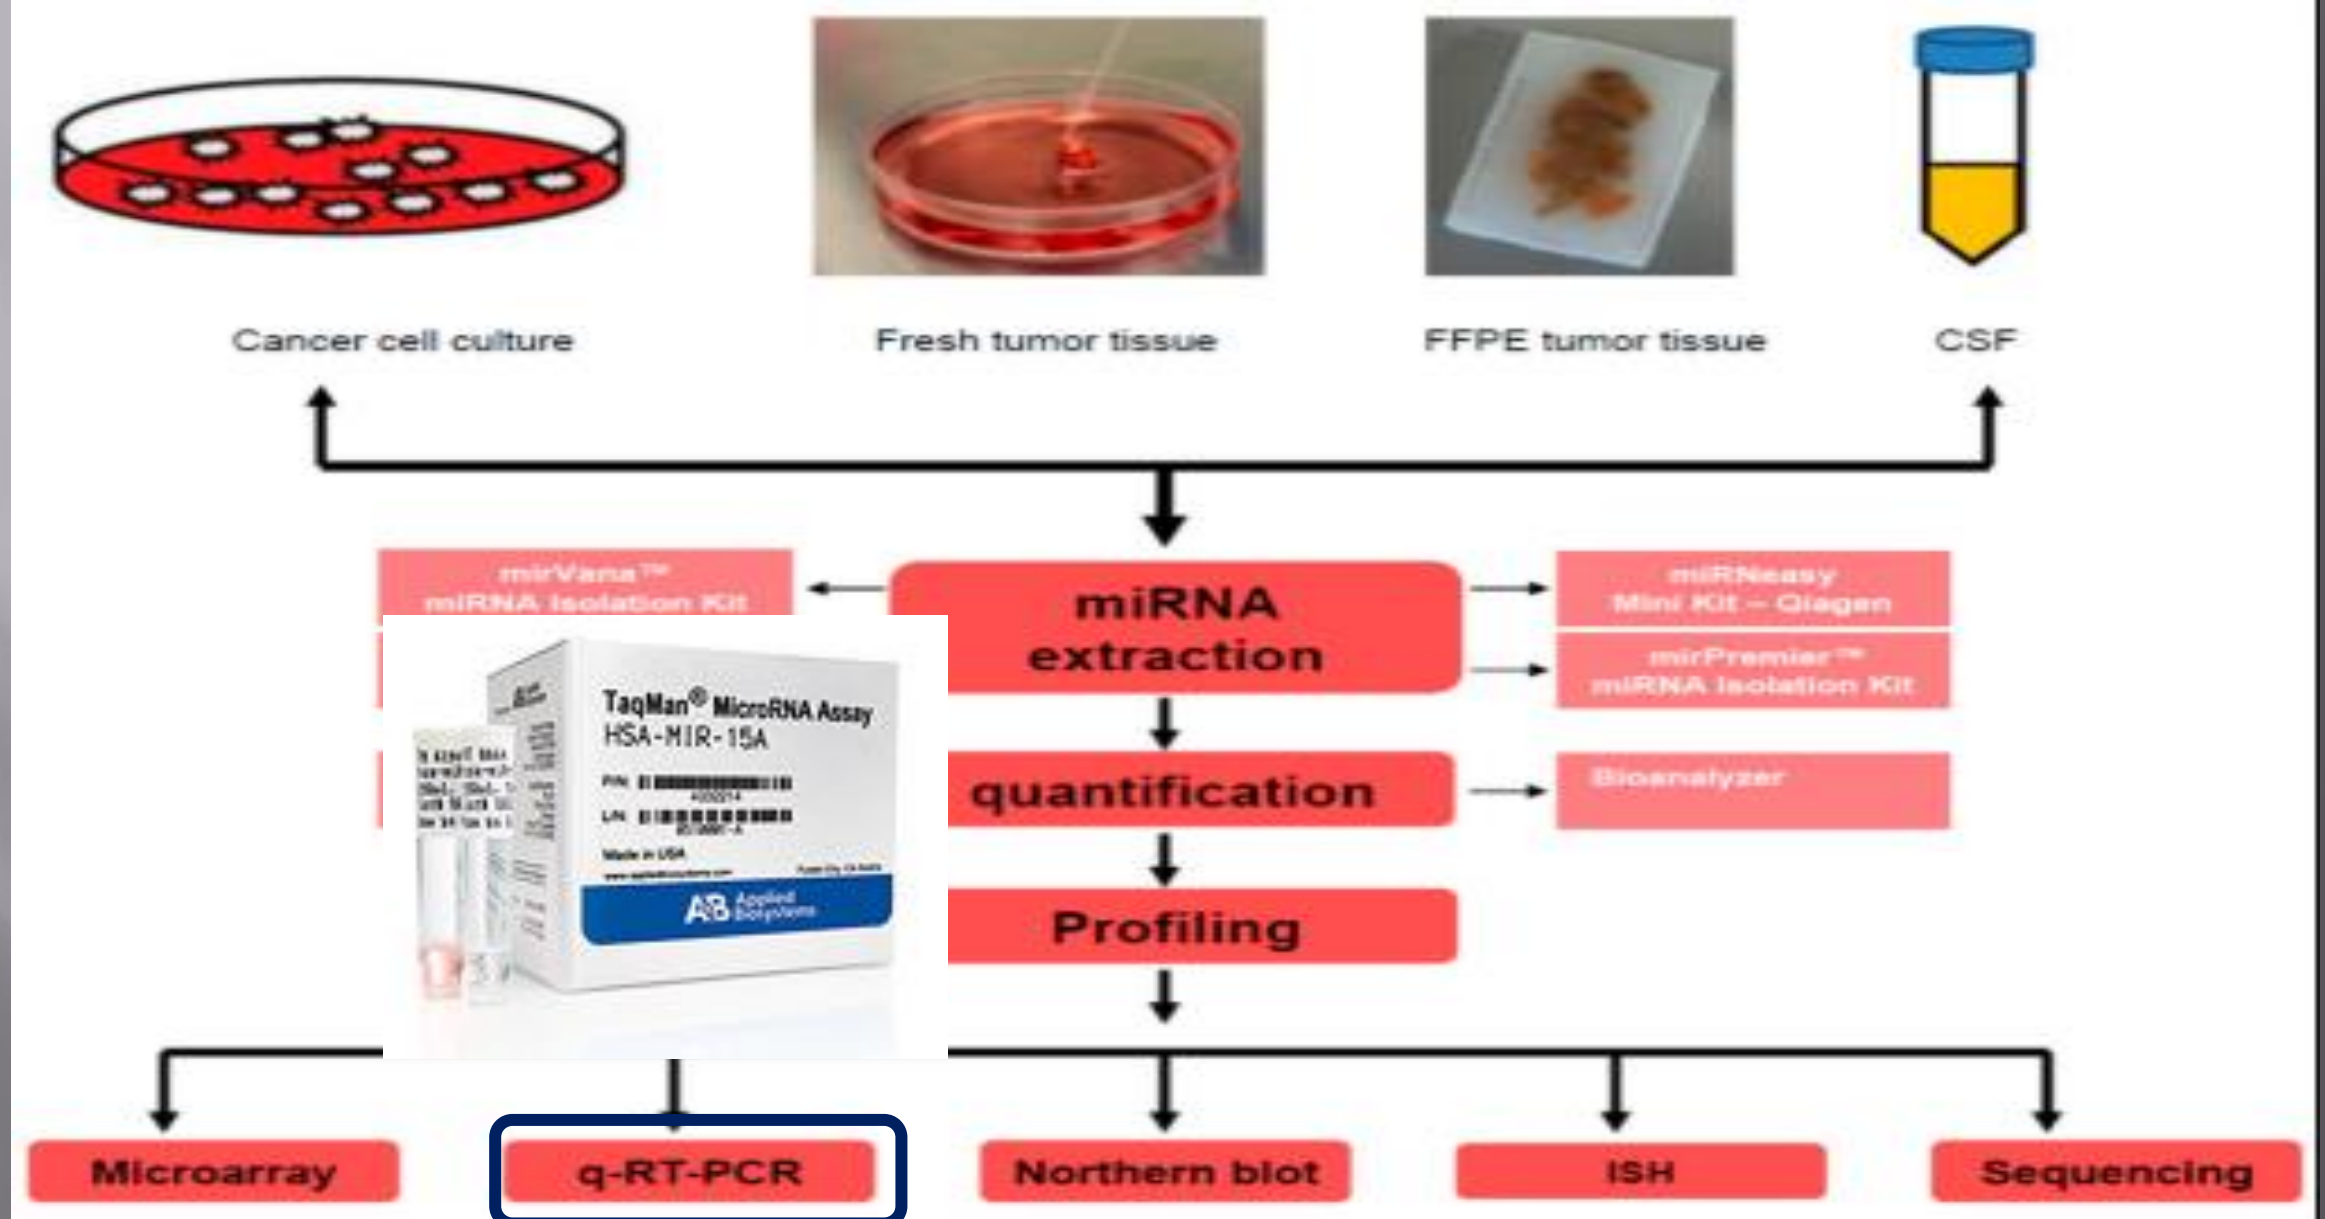 Cancer cell culture
Fresh tumor tissue
FFPE tumor tissue
CSF
mirVana™
miRNA Isolation Kit
miRNA
extraction
miRNeasy
Mini Kit – Qiagen
mirPremier™
miRNA Isolation Kit
TaqMan® MicroRNA Assay
HSA-MIR-15A
P/N
L/N
Made in USA
AB Applied
Biosystems
quantification
Bioanalyzer
Profiling
Microarray
q-RT-PCR
Northern blot
ISH
Sequencing